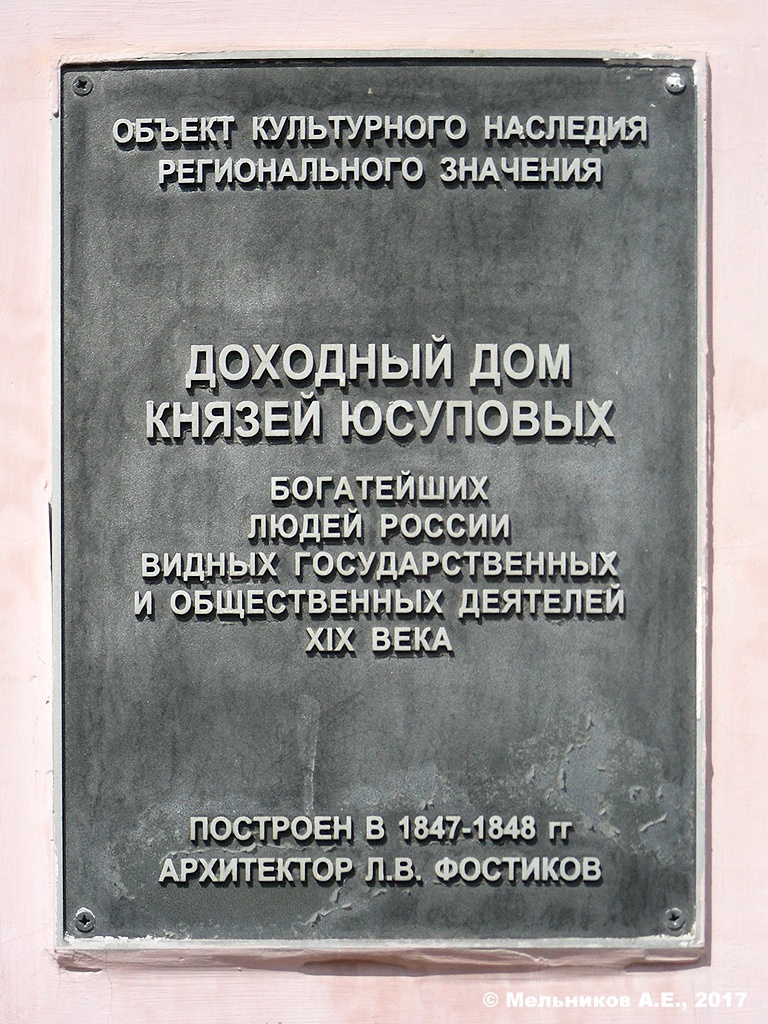 ОБЪЕКТ КУЛЬТУРНОГО НАСЛЕДИЯ
РЕГИОНАЛЬНОГО ЗНАЧЕНИЯ
ДОХОДНЫЙ ДОМ
КНЯЗЕЙ ЮСУПОВЫХ
БОГАТЕЙШИХ
ЛЮДЕЙ РОССИИ
ВИДНЫХ ГОСУДАРСТВЕННЫХ
И ОБЩЕСТВЕННЫХ ДЕЯТЕЛЕЙ
XIX ВЕКА
ПОСТРОЕН В 1847-1848 гг
АРХИТЕКТОР Л.В. ФОСТИКОВ
© Мельников А.Е., 2017